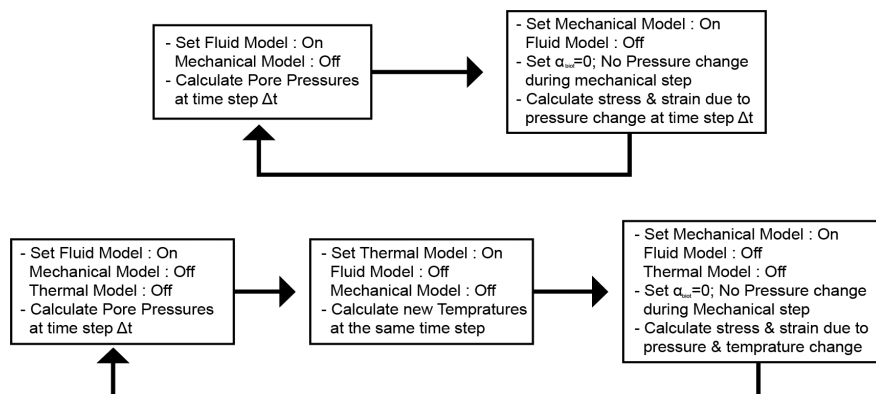 - Set Fluid Model : On
Mechanical Model : Off
- Calculate Pore Pressures
at time step Δt
- Set Mechanical Model : On
Fluid Model : Off
- Set α_biot=0; No Pressure change
during mechanical step
- Calculate stress & strain due to
pressure change at time step Δt
- Set Fluid Model : On
Mechanical Model : Off
Thermal Model : Off
- Calculate Pore Pressures
at time step Δt
- Set Thermal Model : On
Fluid Model : Off
Mechanical Model : Off
- Calculate new Tempratures
at the same time step
- Set Mechanical Model : On
Fluid Model : Off
Thermal Model : Off
- Set α_biot=0; No Pressure change
during Mechanical step
- Calculate stress & strain due to
pressure & temprature change